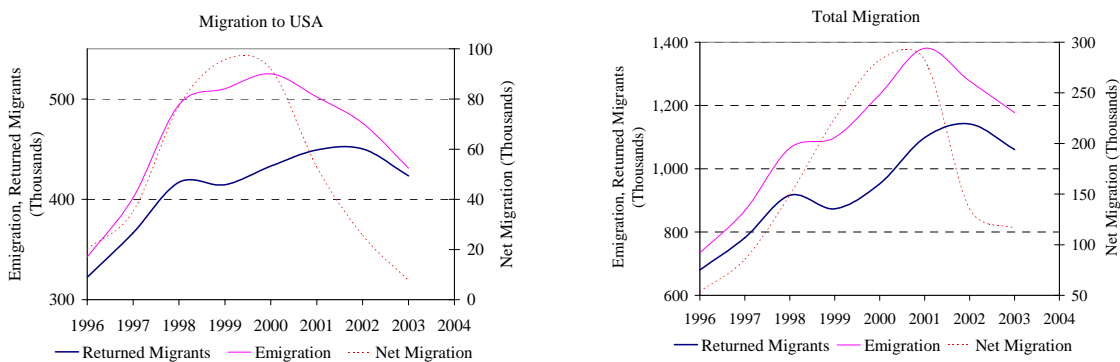 Migration to USA
Emigration, Returned Migrants
(Thousands)
500
400
300
100
80
60
40
20
0
Net Migration (Thousands)
1996 1997 1998 1999 2000 2001 2002 2003 2004
Returned Migrants Emigration Net Migration
Total Migration
Emigration, Returned Migrants
(Thousands)
1,400
1,200
1,000
800
600
300
250
200
150
100
50
Net Migration (Thousands)
1996 1997 1998 1999 2000 2001 2002 2003 2004
Returned Migrants Emigration Net Migration